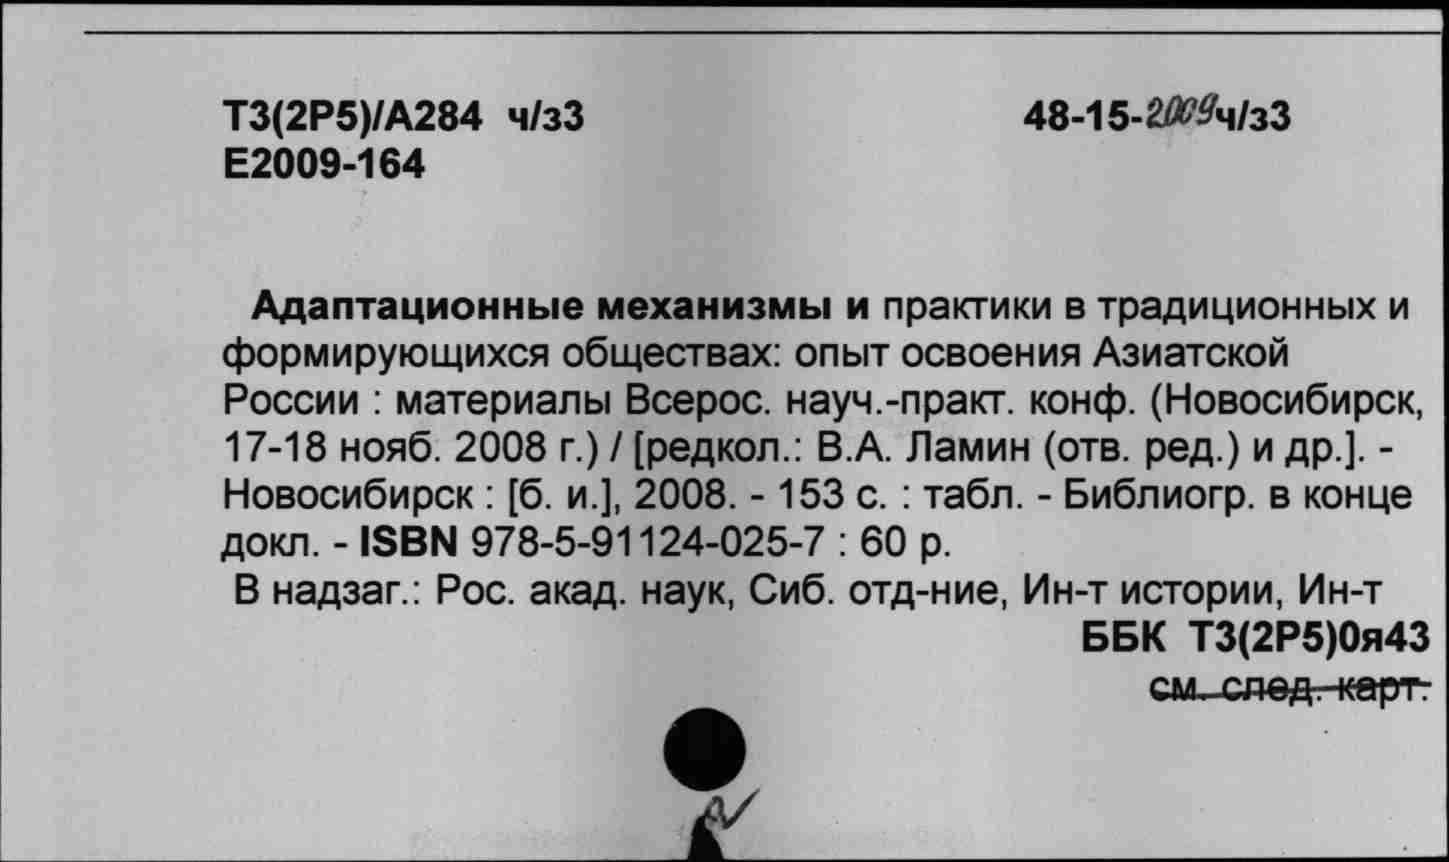 Т3(2Р5)/А284 ч/з3 48-15-2009ч/з3
Е2009-164
Адаптационные механизмы и практики в традиционных и
формирующихся обществах: опыт освоения Азиатской
России : материалы Всерос. науч.-практ. конф. (Новосибирск,
17-18 нояб. 2008 г.) / [редкол.: В.А. Ламин (отв. ред.) и др.]. -
Новосибирск : [б. и.], 2008. - 153 с. : табл. - Библиогр. в конце
докл. - ISBN 978-5-91124-025-7 : 60 р.
В надзаг.: Рос. акад. наук, Сиб. отд-ние, Ин-т истории, Ин-т
ББК Т3(2Р5)0я43
см. след. карт.